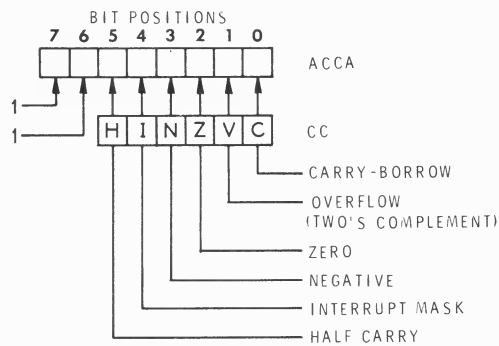 BIT POSITIONS
7 6 5 4 3 2 1 0
ACCA
1
1
H I N Z V C
CC
CARRY-BORROW
OVERFLOW
(TWO'S COMPLEMENT)
ZERO
NEGATIVE
INTERRUPT MASK
HALF CARRY